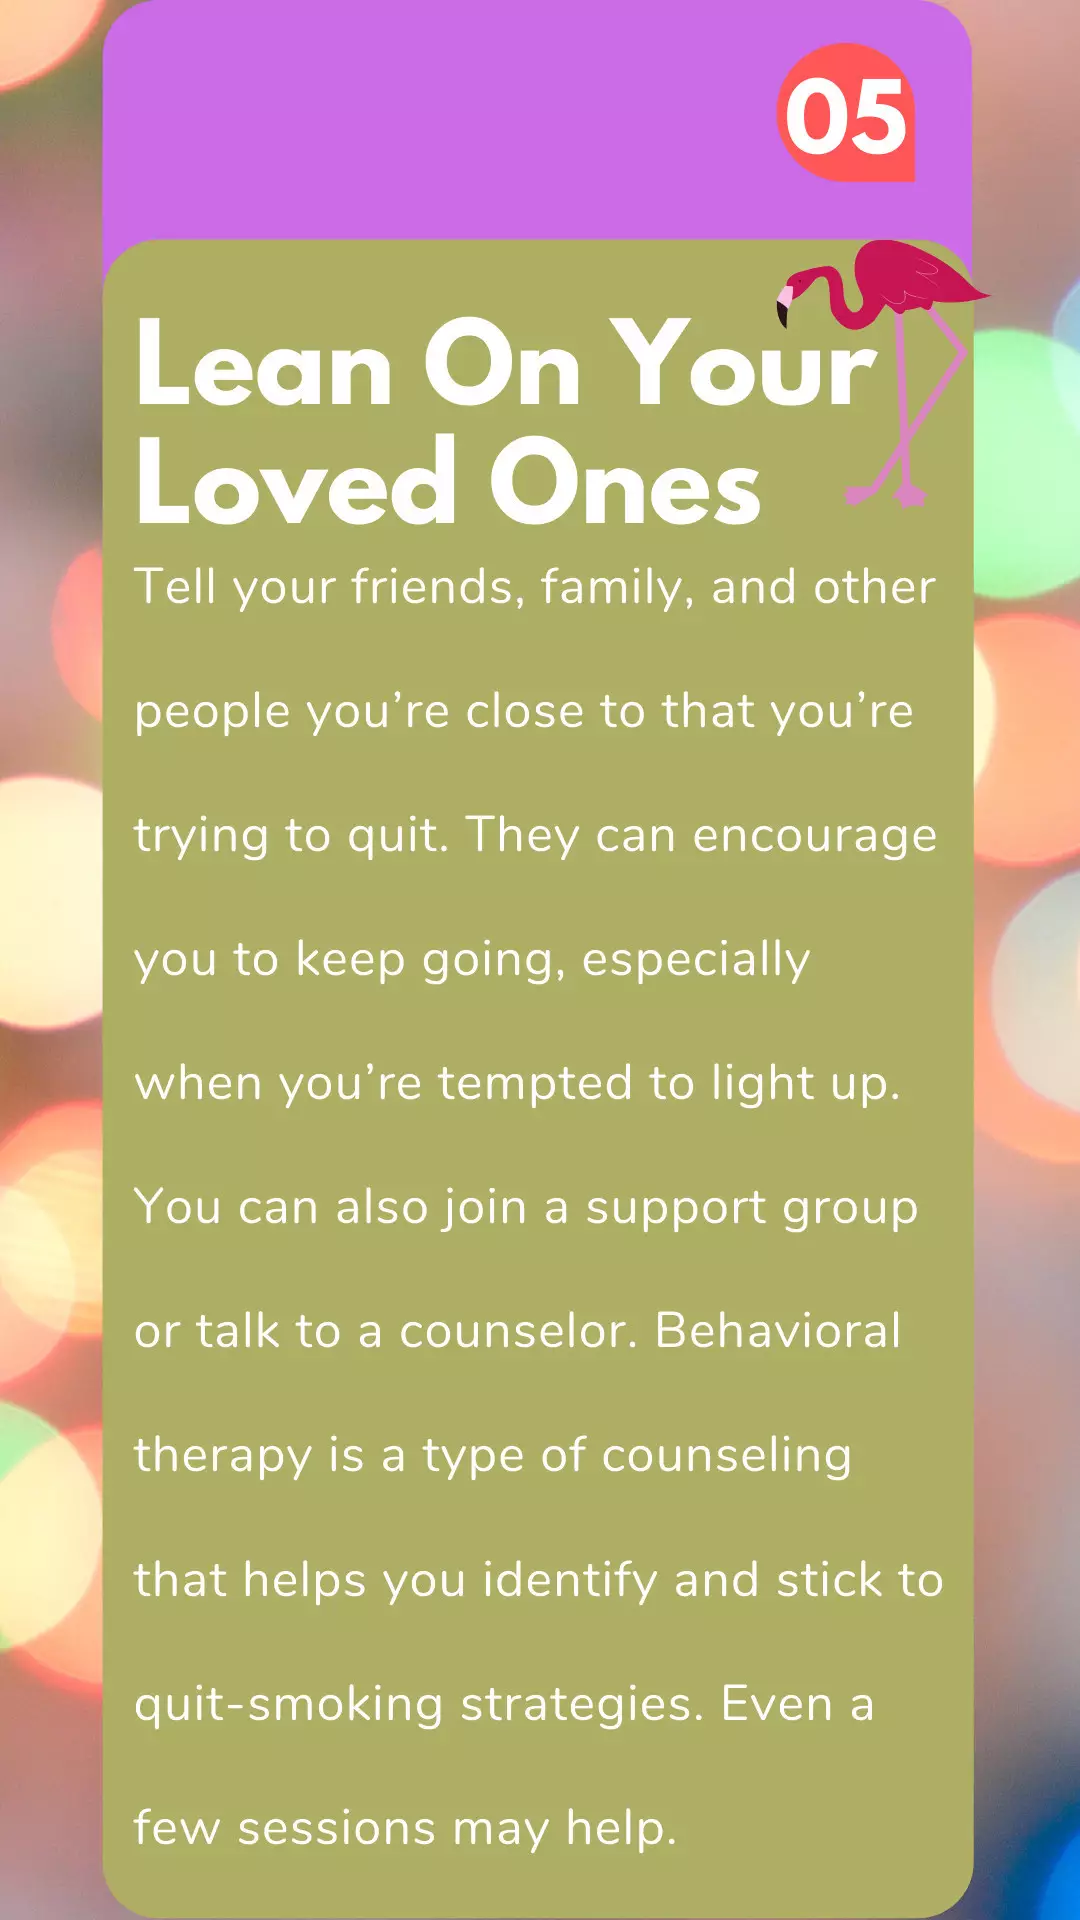 05
Lean On Your
Loved Ones
Tell your friends, family, and other
people you’re close to that you’re
trying to quit. They can encourage
you to keep going, especially
when you’re tempted to light up.
You can also join a support group
or talk to a counselor. Behavioral
therapy is a type of counseling
that helps you identify and stick to
quit-smoking strategies. Even a
few sessions may help.